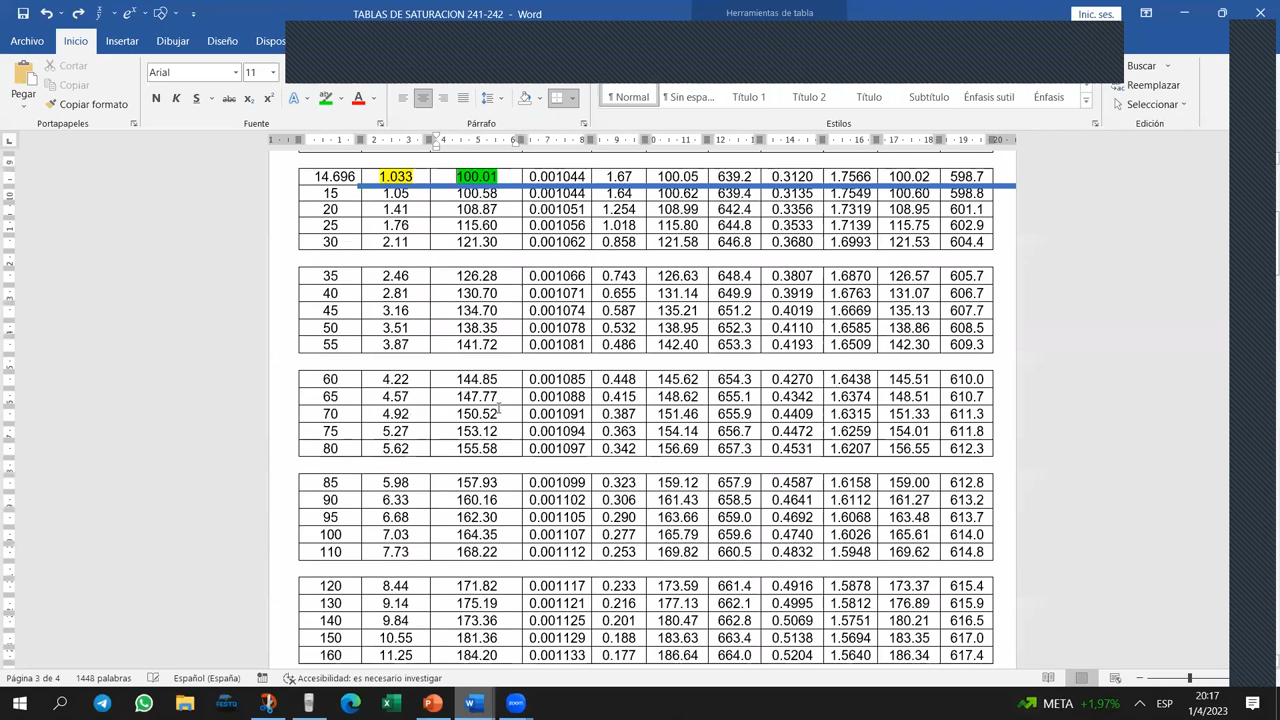 TABLAS DE SATURACION 241-242 - Word
Herramientas de tabla
Inic. ses.
Archivo Inicio Insertar Dibujar Diseño Dispos
Pegar
Cortar
Copiar
Copiar formato
Portapapeles
Arial 11
N K S abc x₂ x² A A
Fuente
Párrafo
¶ Normal ¶ Sin espa... Título 1 Título 2 Título Subtítulo Énfasis sutil Énfasis
Estilos
Buscar
Reemplazar
Seleccionar
Edición
14.696 1.033 100.01 0.001044 1.67 100.05 639.2 0.3120 1.7566 100.02 598.7
15 1.05 100.58 0.001044 1.64 100.62 639.4 0.3135 1.7549 100.60 598.8
20 1.41 108.87 0.001051 1.254 108.99 642.4 0.3356 1.7319 108.95 601.1
25 1.76 115.60 0.001056 1.018 115.80 644.8 0.3533 1.7139 115.75 602.9
30 2.11 121.30 0.001062 0.858 121.58 646.8 0.3680 1.6993 121.53 604.4
35 2.46 126.28 0.001066 0.743 126.63 648.4 0.3807 1.6870 126.57 605.7
40 2.81 130.70 0.001071 0.655 131.14 649.9 0.3919 1.6763 131.07 606.7
45 3.16 134.70 0.001074 0.587 135.21 651.2 0.4019 1.6669 135.13 607.7
50 3.51 138.35 0.001078 0.532 138.95 652.3 0.4110 1.6585 138.86 608.5
55 3.87 141.72 0.001081 0.486 142.40 653.3 0.4193 1.6509 142.30 609.3
60 4.22 144.85 0.001085 0.448 145.62 654.3 0.4270 1.6438 145.51 610.0
65 4.57 147.77 0.001088 0.415 148.62 655.1 0.4342 1.6374 148.51 610.7
70 4.92 150.52 0.001091 0.387 151.46 655.9 0.4409 1.6315 151.33 611.3
75 5.27 153.12 0.001094 0.363 154.14 656.7 0.4472 1.6259 154.01 611.8
80 5.62 155.58 0.001097 0.342 156.69 657.3 0.4531 1.6207 156.55 612.3
85 5.98 157.93 0.001099 0.323 159.12 657.9 0.4587 1.6158 159.00 612.8
90 6.33 160.16 0.001102 0.306 161.43 658.5 0.4641 1.6112 161.27 613.2
95 6.68 162.30 0.001105 0.290 163.66 659.0 0.4692 1.6068 163.48 613.7
100 7.03 164.35 0.001107 0.277 165.79 659.6 0.4740 1.6026 165.61 614.0
110 7.73 168.22 0.001112 0.253 169.82 660.5 0.4832 1.5948 169.62 614.8
120 8.44 171.82 0.001117 0.233 173.59 661.4 0.4916 1.5878 173.37 615.4
130 9.14 175.19 0.001121 0.216 177.13 662.1 0.4995 1.5812 176.89 615.9
140 9.84 173.36 0.001125 0.201 180.47 662.8 0.5069 1.5751 180.21 616.5
150 10.55 181.36 0.001129 0.188 183.63 663.4 0.5138 1.5694 183.35 617.0
160 11.25 184.20 0.001133 0.177 186.64 664.0 0.5204 1.5640 186.34 617.4
Página 3 de 4 1448 palabras Español (España) Accesibilidad: es necesario investigar
FESTO
zoom
META +1,97% ESP
20:17
1/4/2023